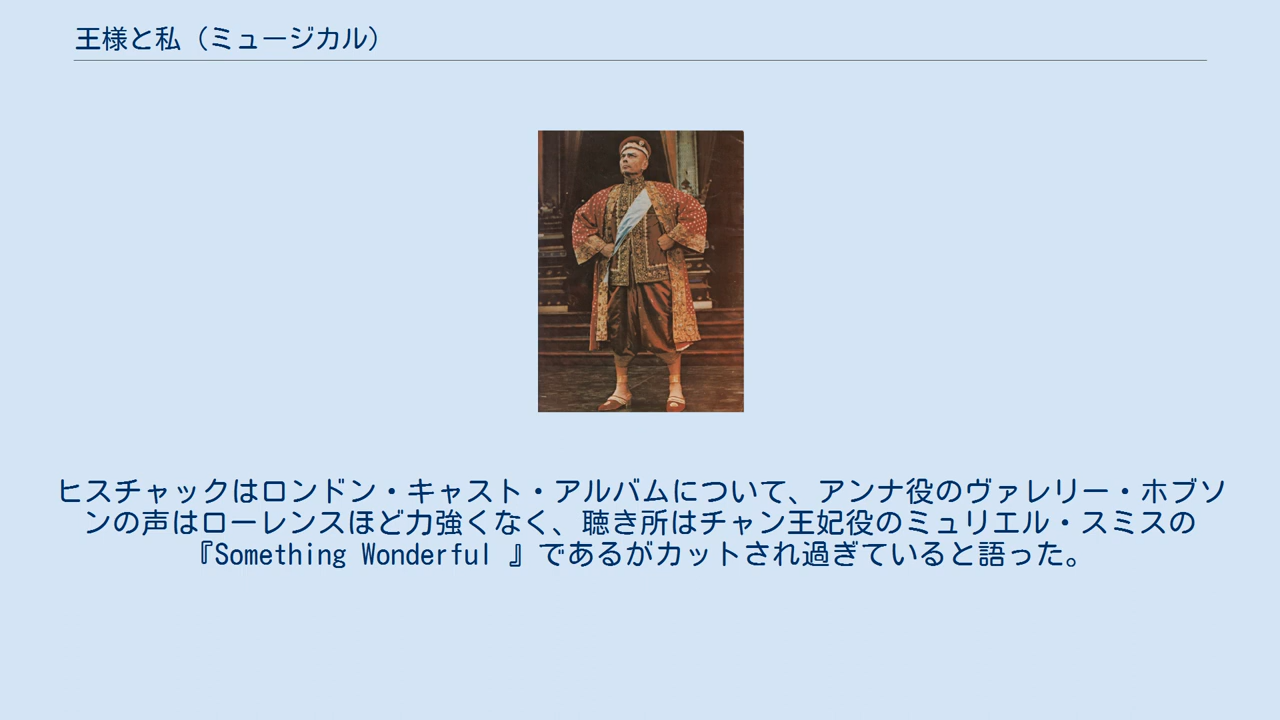 王様と私（ミュージカル）
ヒスチャックはロンドン・キャスト・アルバムについて、アンナ役のヴァレリー・ホブソ
ンの声はローレンスほど力強くなく、聴き所はチャン王妃役のミュリエル・スミスの
『Something Wonderful 』であるがカットされ過ぎていると語った。